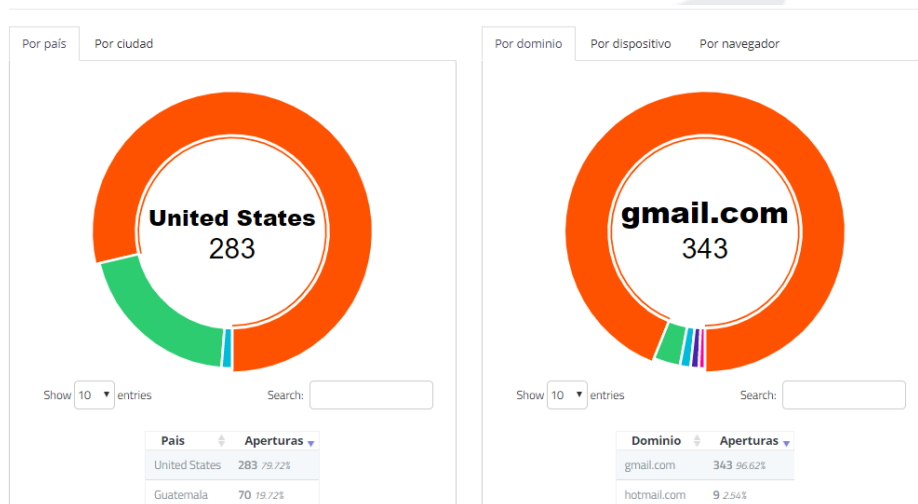 Por país Por ciudad
United States
283
Show 10 entries Search:
País Aperturas
United States 283 79.72%
Guatemala 70 19.72%
Por dominio Por dispositivo Por navegador
gmail.com
343
Show 10 entries Search:
Dominio Aperturas
gmail.com 343 96.62%
hotmail.com 9 2.54%